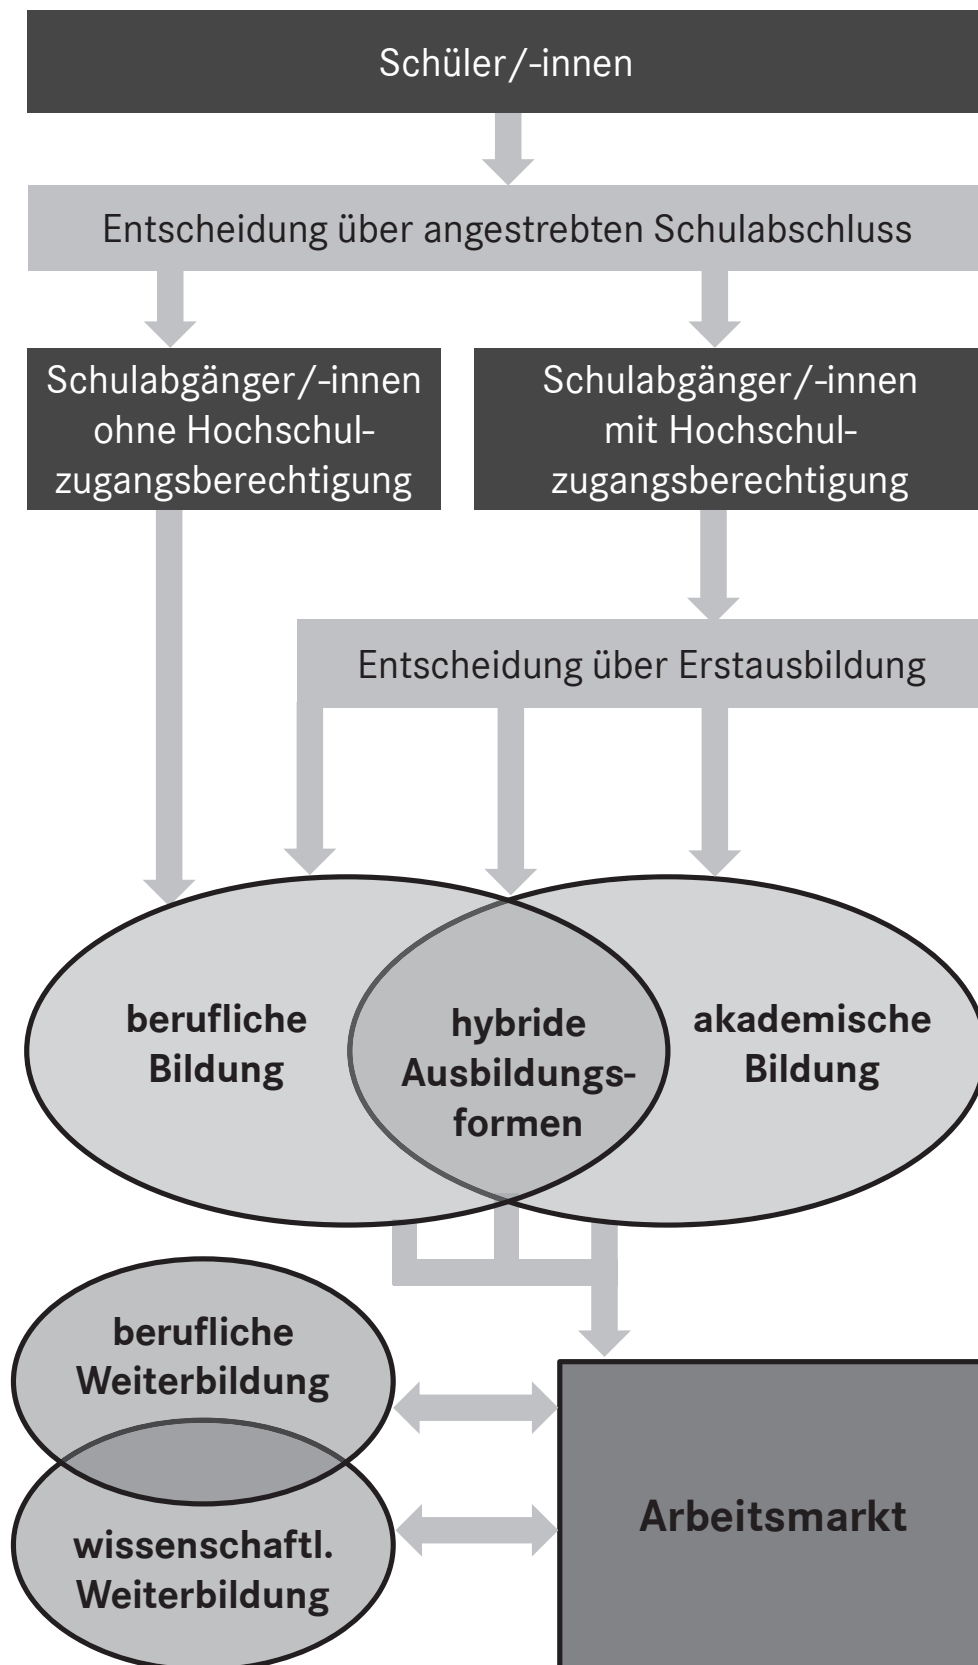 Schüler/-innen
Entscheidung über angestrebten Schulabschluss
Schulabgänger/-innen
ohne Hochschul-
zugangsberechtigung
Schulabgänger/-innen
mit Hochschul-
zugangsberechtigung
Entscheidung über Erstausbildung
berufliche
Bildung
hybride
Ausbildungs-
formen
akademische
Bildung
berufliche
Weiterbildung
wissenschaftl.
Weiterbildung
Arbeitsmarkt